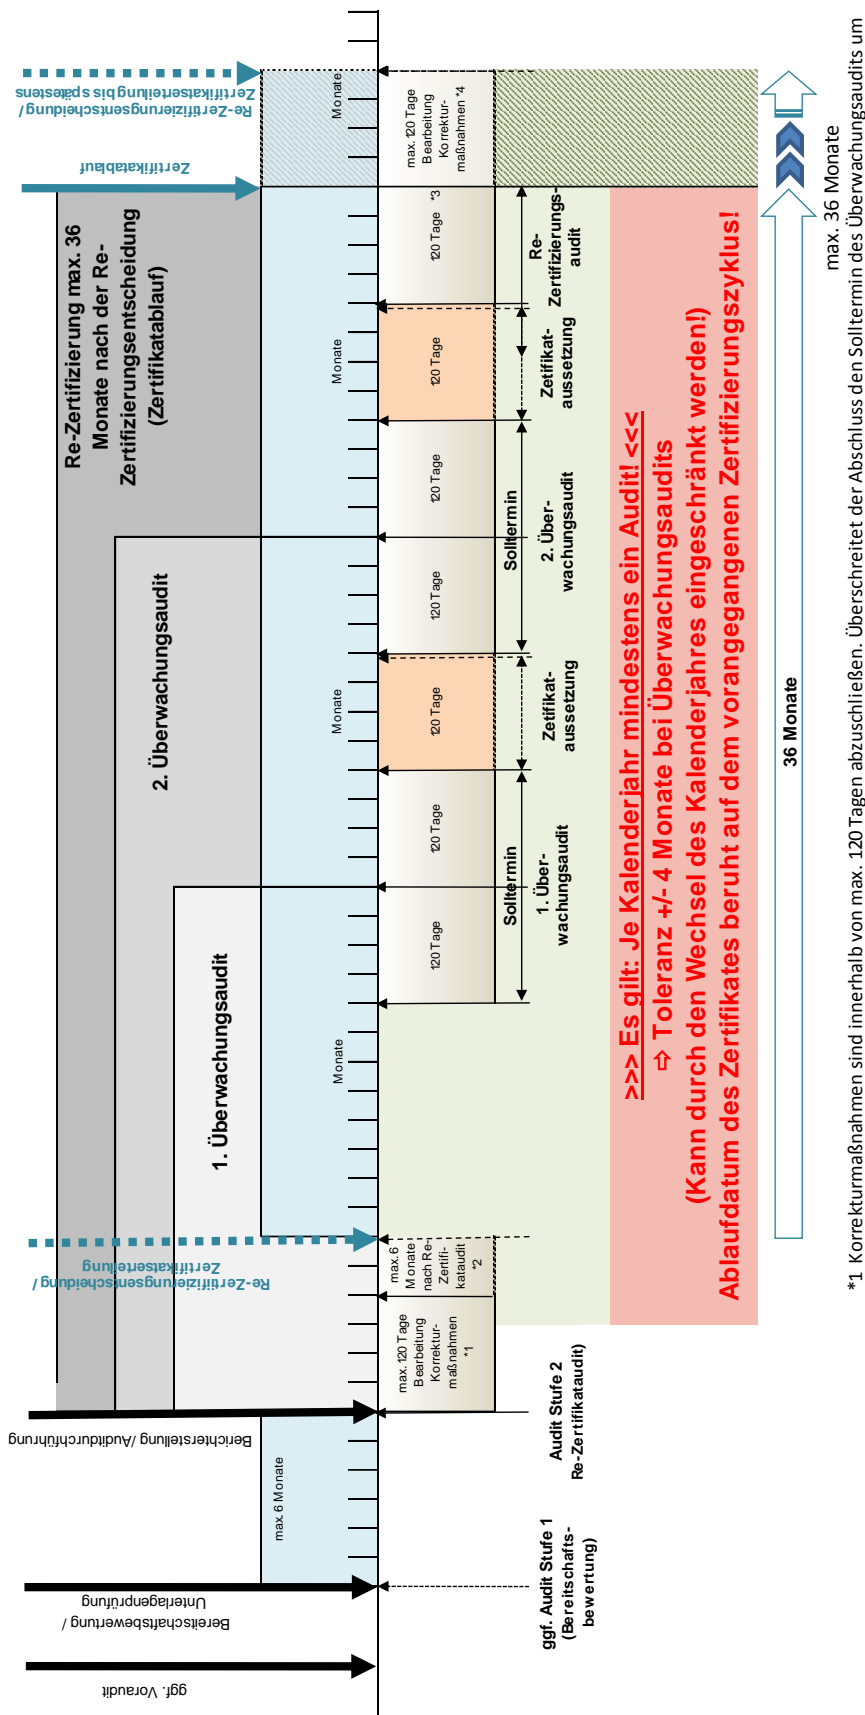 ggf. Voraudit
Bereitschaftsbewertung /
Unterlagenprüfung
Berichterstellung /Auditdurchführung
Re-Zertifizierungsentscheidung/
Zertifikatserteilung
Zertifikatablauf
Re-Zertifizierungsentscheidung /
Zertifikatserteilung bis spätestens
Re-Zertifizierung max. 36
Monate nach der Re-
Zertifizierungsentscheidung
(Zertifikatablauf)
2. Überwachungsaudit
1. Überwachungsaudit
max. 6 Monate
Monate
Monate
Monate
Monate
max. 120 Tage
Bearbeitung
Korrektur-
maßnahmen
*1
max. 6
Monate
nach Re-
Zertifi-
kataudit
*2
120 Tage
120 Tage
120 Tage
120 Tage
120 Tage
120 Tage
120 Tage *3
max. 120 Tage
Bearbeitung
Korrektur-
maßnahmen *4
Solltermin
Solltermin
ggf. Audit Stufe 1
(Bereitschafts-
bewertung)
Audit Stufe 2
Re-Zertifikataudit)
1. Über-
wachungsaudit
Zetifikat-
aussetzung
2. Über-
wachungsaudit
Zetifikat-
aussetzung
Re-
Zertifizierungs-
audit
>>> Es gilt: Je Kalenderjahr mindestens ein Audit! <<<
⇨ Toleranz +/- 4 Monate bei Überwachungsaudits
(Kann durch den Wechsel des Kalenderjahres eingeschränkt werden!)
Ablaufdatum des Zertifikates beruht auf dem vorangegangenen Zertifizierungszyklus!
36 Monate
max. 36 Monate
*1 Korrekturmaßnahmen sind innerhalb von max. 120 Tagen abzuschließen. Überschreitet der Abschluss den Solltermin des Überwachungsaudits um